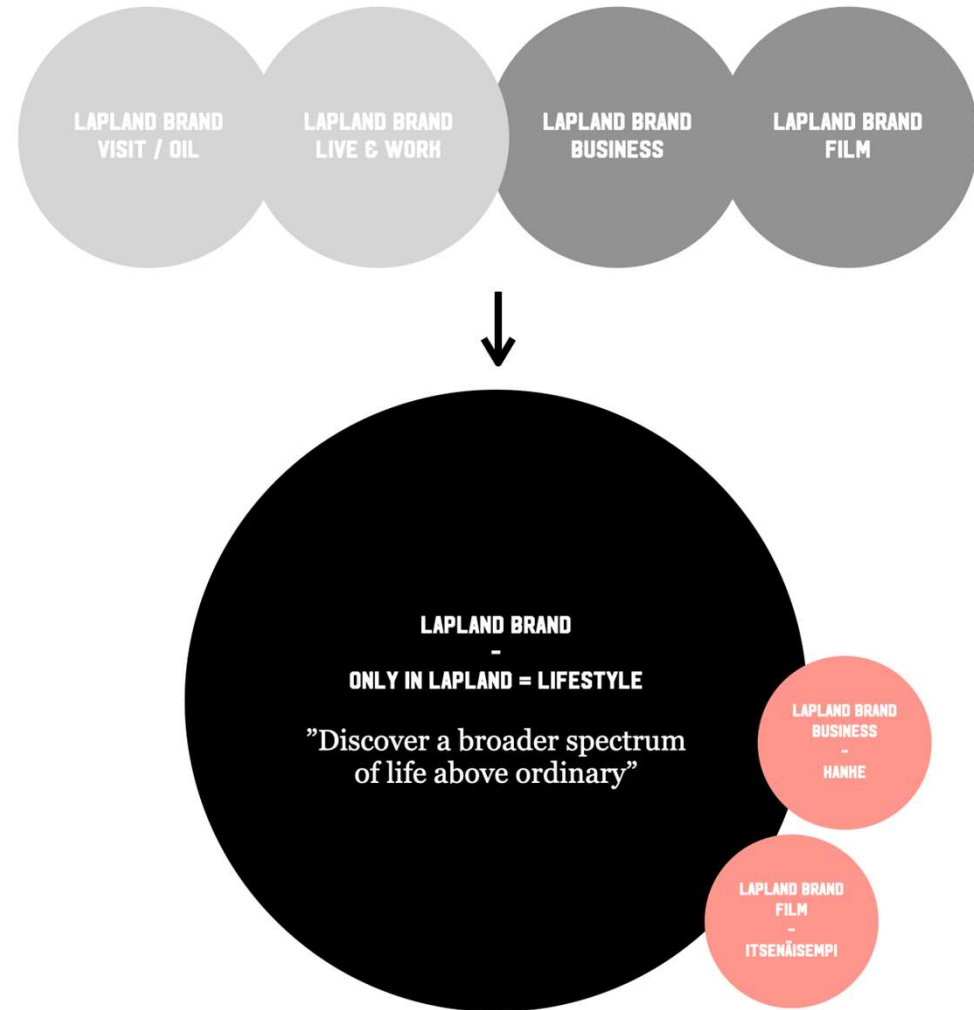 LAPLAND BRAND
VISIT / OIL
LAPLAND BRAND
LIVE & WORK
LAPLAND BRAND
BUSINESS
LAPLAND BRAND
FILM
LAPLAND BRAND
-
ONLY IN LAPLAND = LIFESTYLE
”Discover a broader spectrum
of life above ordinary”
LAPLAND BRAND
BUSINESS
-
HANKE
LAPLAND BRAND
FILM
-
ITSENÄISEMPI